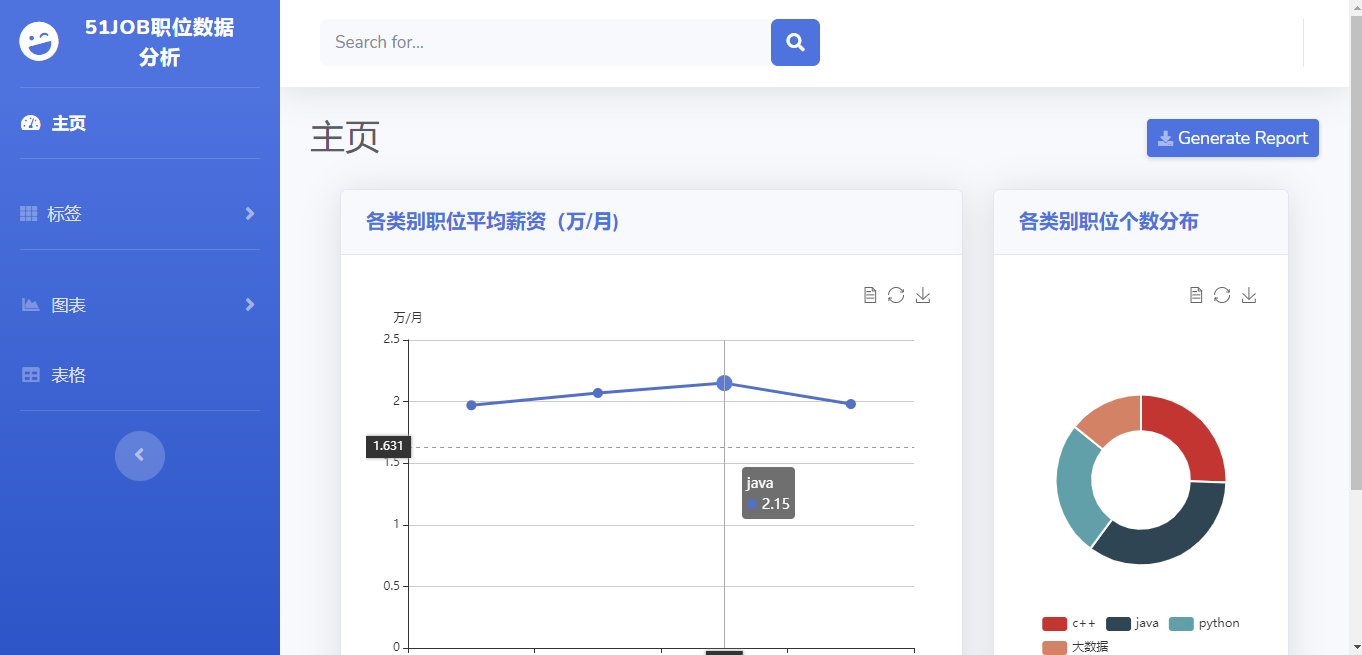 51JOB职位数据
分析
主页
标签
图表
表格
Search for...
主页
Generate Report
各类别职位平均薪资（万/月)
万/月
2.5
2
1.631
1.5
1
0.5
0
java
2.15
各类别职位个数分布
c++ java python
大数据